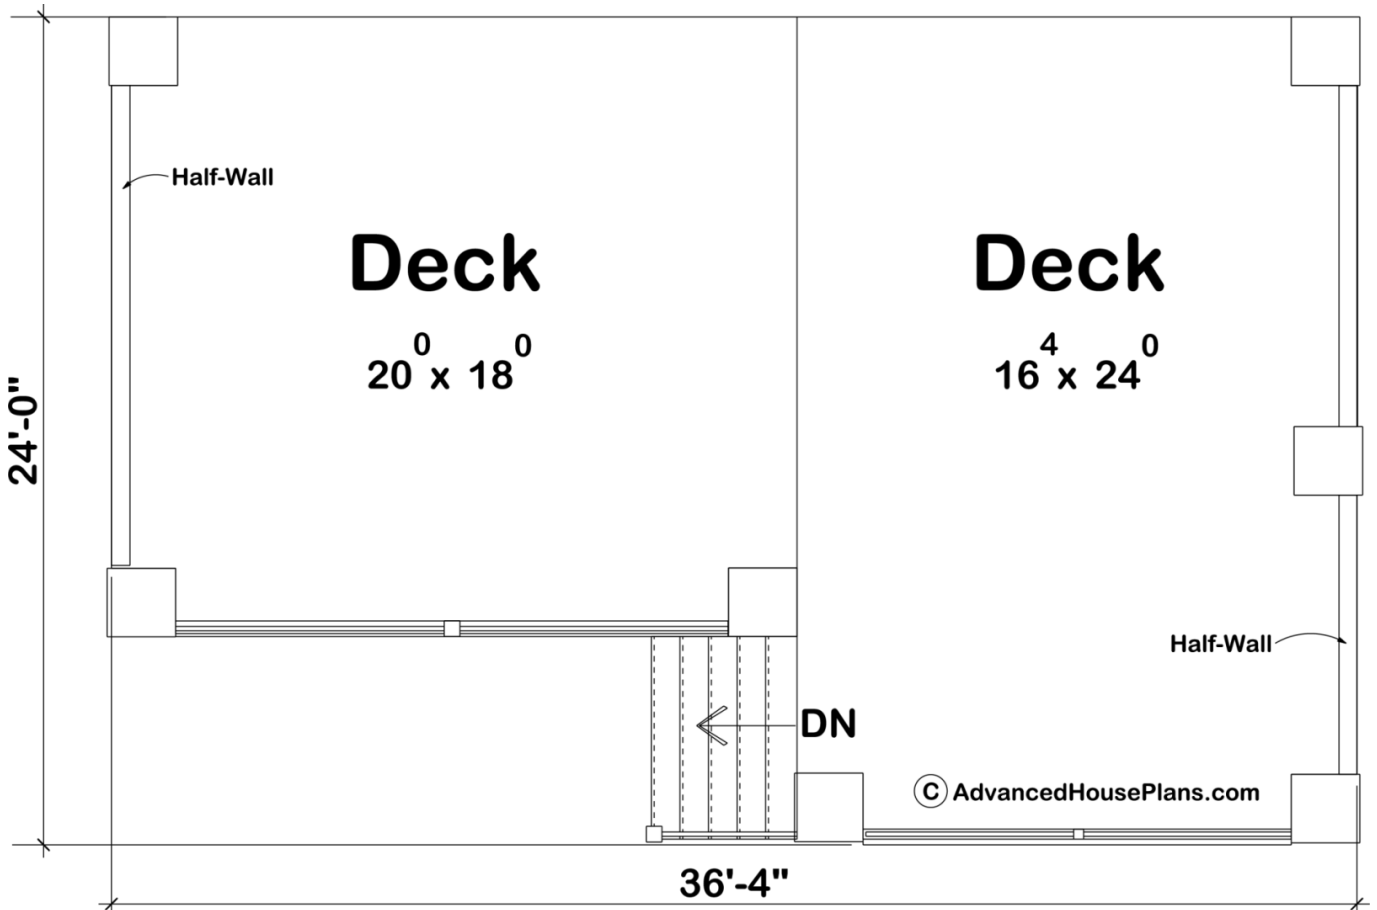 Half-Wall
Deck
20⁰ x 18⁰
Deck
16⁴ x 24⁰
24'-0"
Half-Wall
DN
© AdvancedHousePlans.com
36'-4"